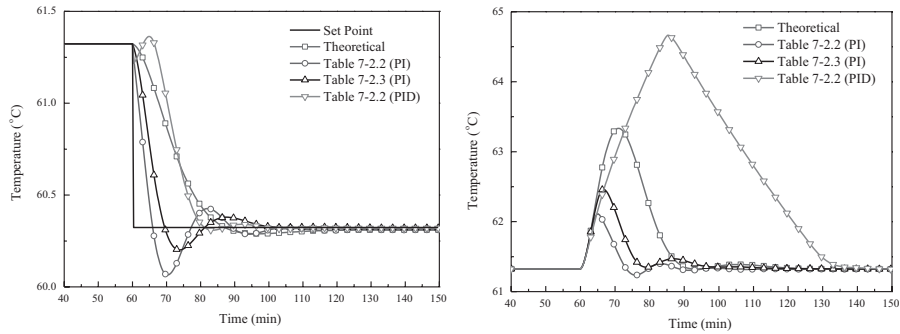 61.5
61.0
60.5
60.0
Temperature (°C)
40 50 60 70 80 90 100 110 120 130 140 150
Time (min)
Set Point
Theoretical
Table 7-2.2 (PI)
Table 7-2.3 (PI)
Table 7-2.2 (PID)
65
64
63
62
61
Temperature (°C)
40 50 60 70 80 90 100 110 120 130 140 150
Time (min)
Theoretical
Table 7-2.2 (PI)
Table 7-2.3 (PI)
Table 7-2.2 (PID)